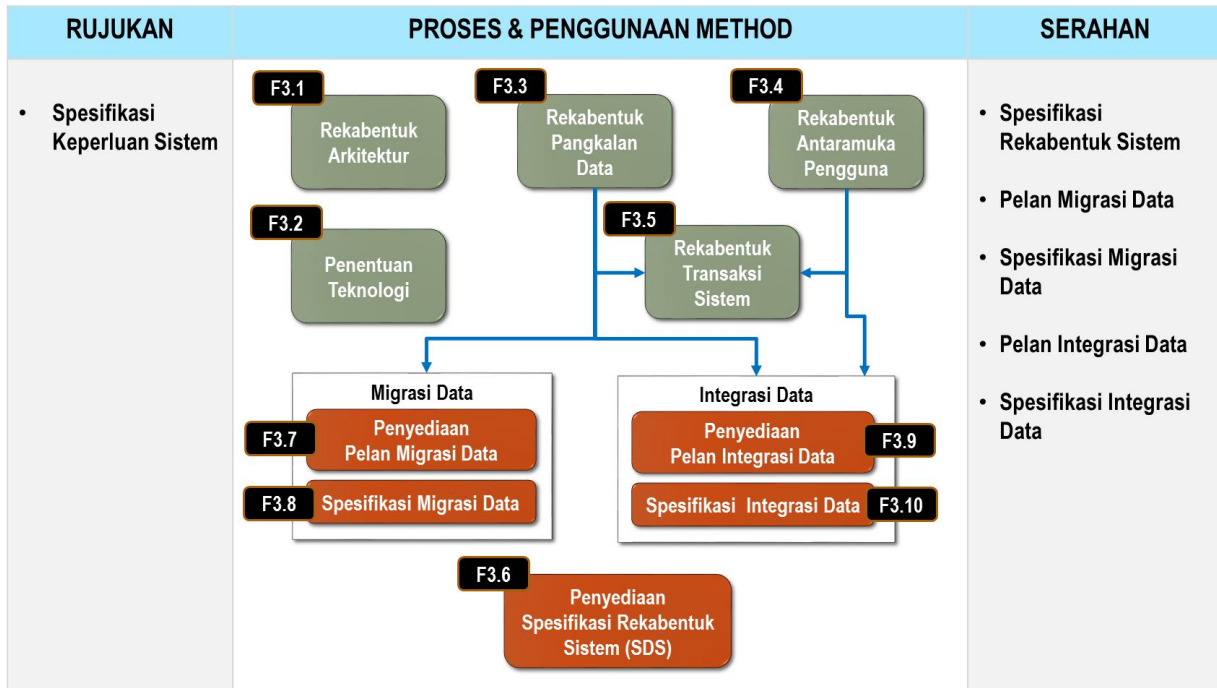 RUJUKAN
PROSES & PENGGUNAAN METHOD
SERAHAN
• Spesifikasi
Keperluan Sistem
F3.1
Rekabentuk
Arkitektur
F3.3
Rekabentuk
Pangkalan
Data
F3.4
Rekabentuk
Antaramuka
Pengguna
F3.2
Penentuan
Teknologi
F3.5
Rekabentuk
Transaksi
Sistem
Migrasi Data
F3.7
Penyediaan
Pelan Migrasi Data
F3.8
Spesifikasi Migrasi Data
Integrasi Data
Penyediaan
Pelan Integrasi Data
F3.9
Spesifikasi Integrasi Data
F3.10
F3.6
Penyediaan
Spesifikasi Rekabentuk
Sistem (SDS)
• Spesifikasi
Rekabentuk Sistem
• Pelan Migrasi Data
• Spesifikasi Migrasi
Data
• Pelan Integrasi Data
• Spesifikasi Integrasi
Data